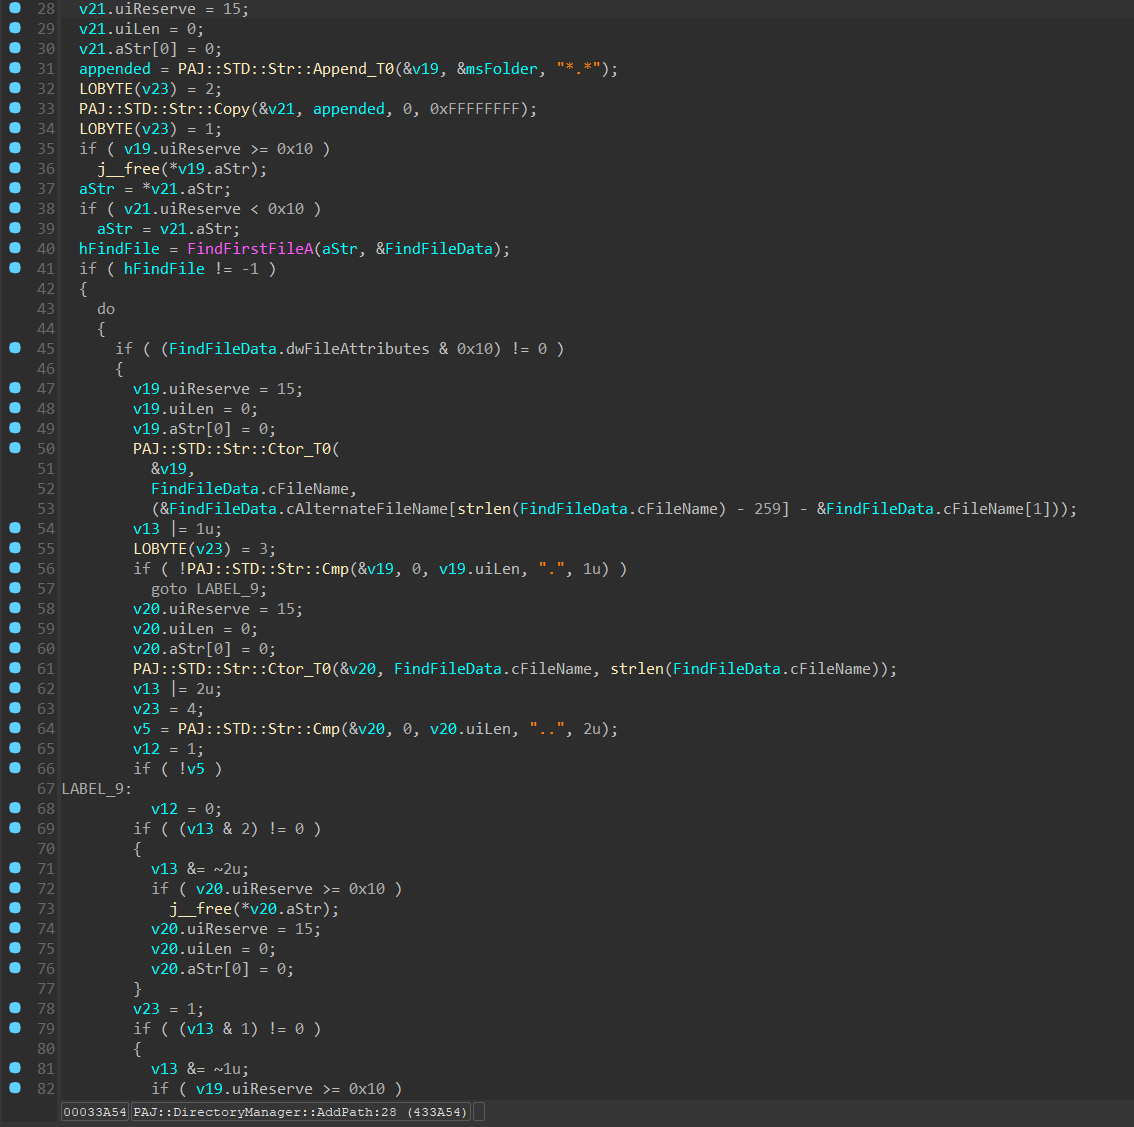 28 v21.uiReserve = 15;
29 v21.uiLen = 0;
30 v21.aStr[0] = 0;
31 appended = PAJ::STD::Str::Append_T0(&v19, &msFolder, "*.*");
32 LOBYTE(v23) = 2;
33 PAJ::STD::Str::Copy(&v21, appended, 0, 0xFFFFFFFF);
34 LOBYTE(v23) = 1;
35 if ( v19.uiReserve >= 0x10 )
36 j__free(*v19.aStr);
37 aStr = *v21.aStr;
38 if ( v21.uiReserve < 0x10 )
39 aStr = v21.aStr;
40 hFindFile = FindFirstFileA(aStr, &FindFileData);
41 if ( hFindFile != -1 )
42 {
43 do
44 {
45 if ( (FindFileData.dwFileAttributes & 0x10) != 0 )
46 {
47 v19.uiReserve = 15;
48 v19.uiLen = 0;
49 v19.aStr[0] = 0;
50 PAJ::STD::Str::Ctor_T0(
51 &v19,
52 FindFileData.cFileName,
53 (&FindFileData.cAlternateFileName[strlen(FindFileData.cFileName) - 259] - &FindFileData.cFileName[1]));
54 v13 |= 1u;
55 LOBYTE(v23) = 3;
56 if ( !PAJ::STD::Str::Cmp(&v19, 0, v19.uiLen, ".", 1u) )
57 goto LABEL_9;
58 v20.uiReserve = 15;
59 v20.uiLen = 0;
60 v20.aStr[0] = 0;
61 PAJ::STD::Str::Ctor_T0(&v20, FindFileData.cFileName, strlen(FindFileData.cFileName));
62 v13 |= 2u;
63 v23 = 4;
64 v5 = PAJ::STD::Str::Cmp(&v20, 0, v20.uiLen, "..", 2u);
65 v12 = 1;
66 if ( !v5 )
67 LABEL_9:
68 v12 = 0;
69 if ( (v13 & 2) != 0 )
70 {
71 v13 &= ~2u;
72 if ( v20.uiReserve >= 0x10 )
73 j__free(*v20.aStr);
74 v20.uiReserve = 15;
75 v20.uiLen = 0;
76 v20.aStr[0] = 0;
77 }
78 v23 = 1;
79 if ( (v13 & 1) != 0 )
80 {
81 v13 &= ~1u;
82 if ( v19.uiReserve >= 0x10 )
00033A54 PAJ::DirectoryManager::AddPath:28 (433A54)